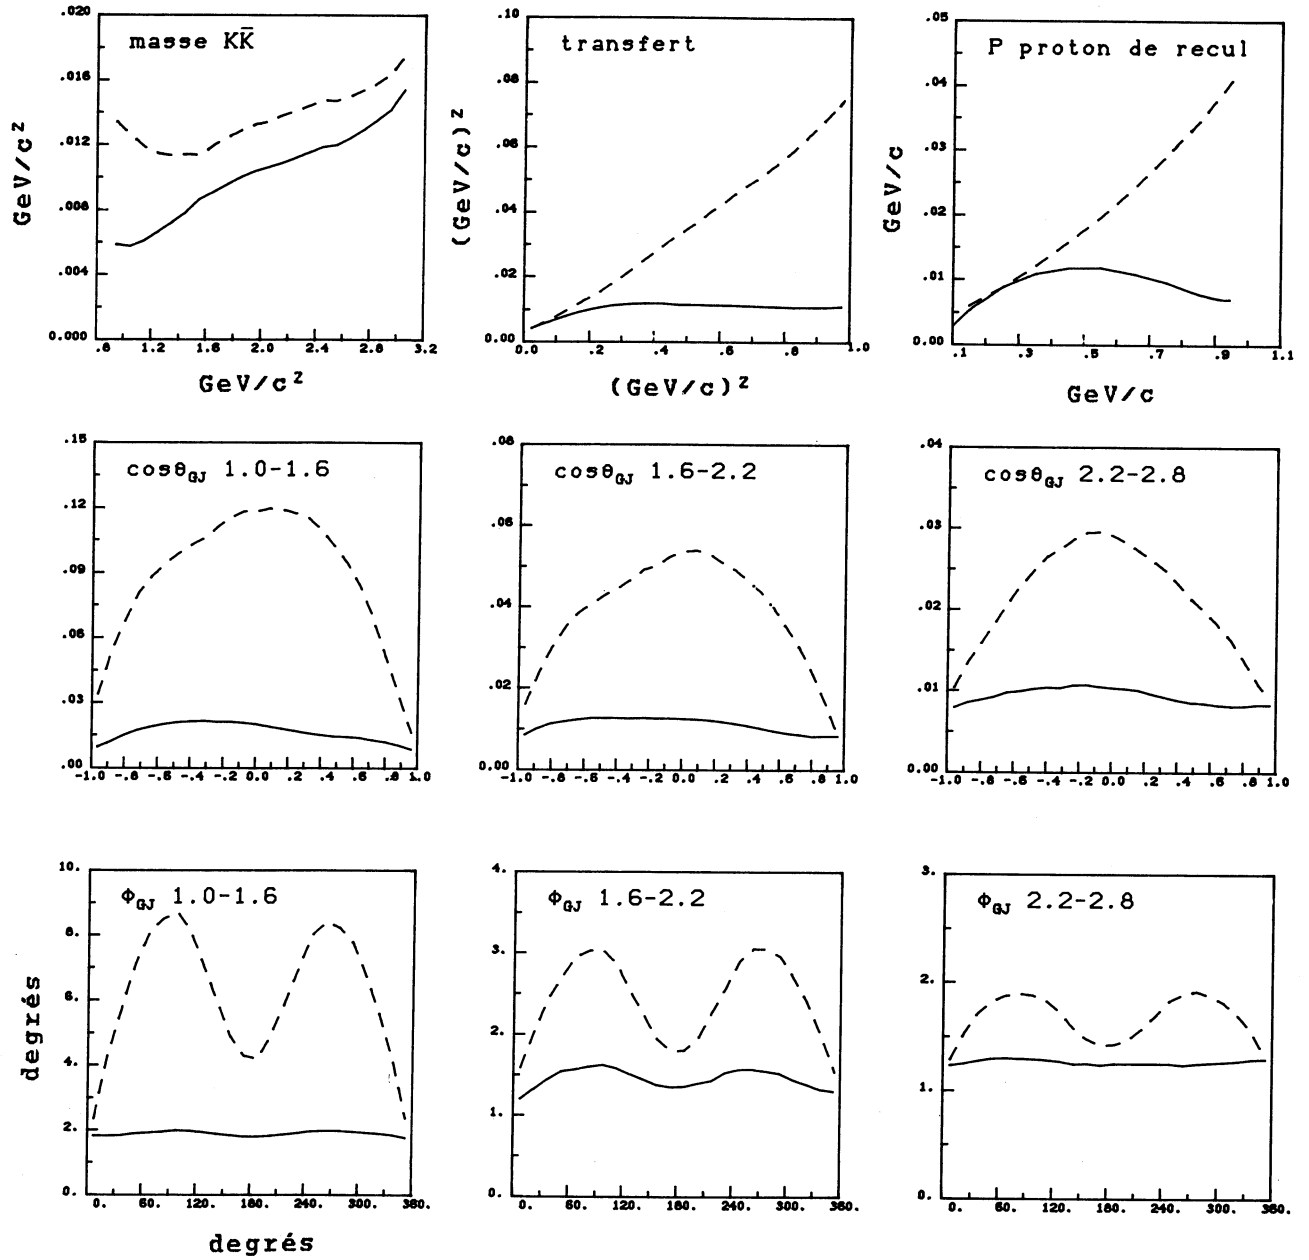 masse KK̄
.020
.016
.012
.008
.004
0.000
GeV/c²
.8 1.2 1.6 2.0 2.4 2.8 3.2
GeV/c²
transfert
.10
.08
.06
.04
.02
0.00
(GeV/c)²
0.0 .2 .4 .6 .8 1.0
(GeV/c)²
P proton de recul
.05
.04
.03
.02
.01
0.00
GeV/c
.1 .3 .5 .7 .9 1.1
GeV/c
cosθGJ 1.0-1.6
.15
.12
.09
.06
.03
.00
-1.0 -.8 -.6 -.4 -.2 0.0 .2 .4 .6 .8 1.0
cosθGJ 1.6-2.2
.08
.06
.04
.02
0.00
-1.0 -.8 -.6 -.4 -.2 0.0 .2 .4 .6 .8 1.0
cosθGJ 2.2-2.8
.04
.03
.02
.01
0.00
-1.0 -.8 -.6 -.4 -.2 0.0 .2 .4 .6 .8 1.0
ΦGJ 1.0-1.6
10.
8.
6.
4.
2.
0.
degrés
0. 60. 120. 180. 240. 300. 360.
degrés
ΦGJ 1.6-2.2
4.
3.
2.
1.
0.
0. 60. 120. 180. 240. 300. 360.
ΦGJ 2.2-2.8
3.
2.
1.
0.
0. 60. 120. 180. 240. 300. 360.